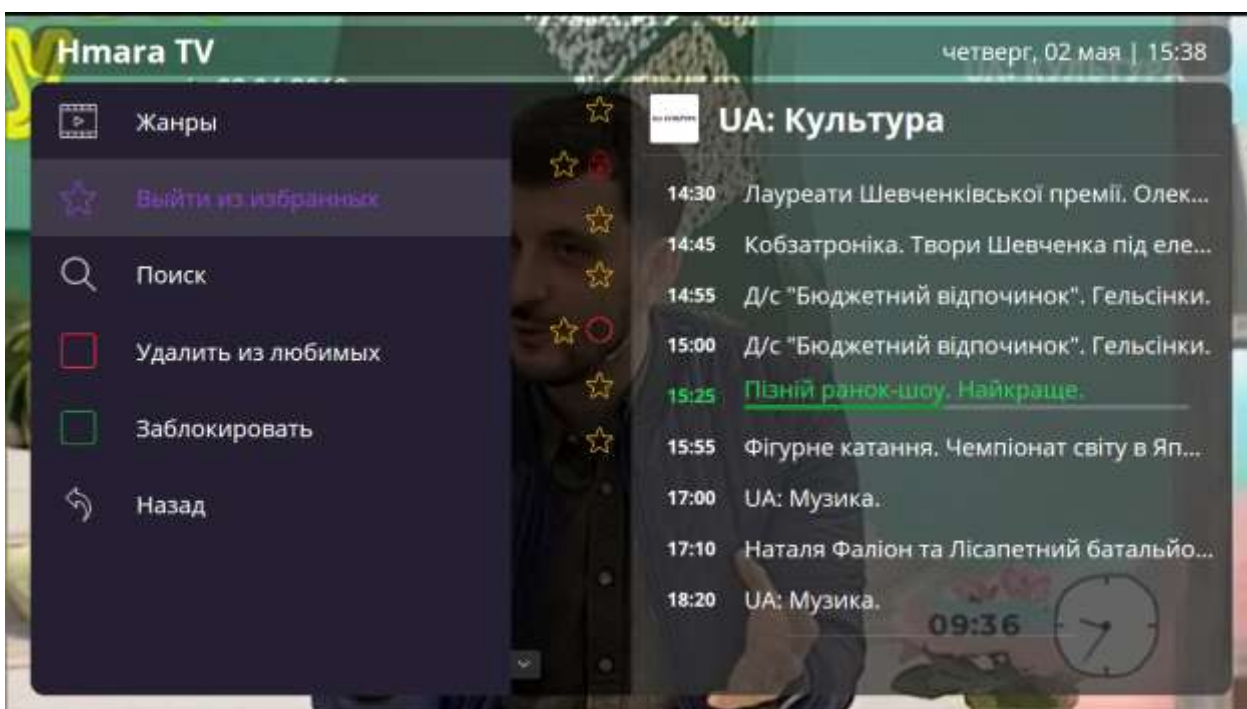 Hmara TV
четверг, 02 мая | 15:38
Жанры
Выйти из избранных
Поиск
Удалить из любимых
Заблокировать
Назад
UA: Культура
14:30 Лауреати Шевченківської премії. Олек...
14:45 Кобзатроніка. Твори Шевченка під еле...
14:55 Д/с "Бюджетний відпочинок". Гельсінки.
15:00 Д/с "Бюджетний відпочинок". Гельсінки.
15:25 Пізній ранок-шоу. Найкраще.
15:55 Фігурне катання. Чемпіонат світу в Яп...
17:00 UA: Музика.
17:10 Наталя Фаліон та Лісапетний батальйо...
18:20 UA: Музика.
09:36